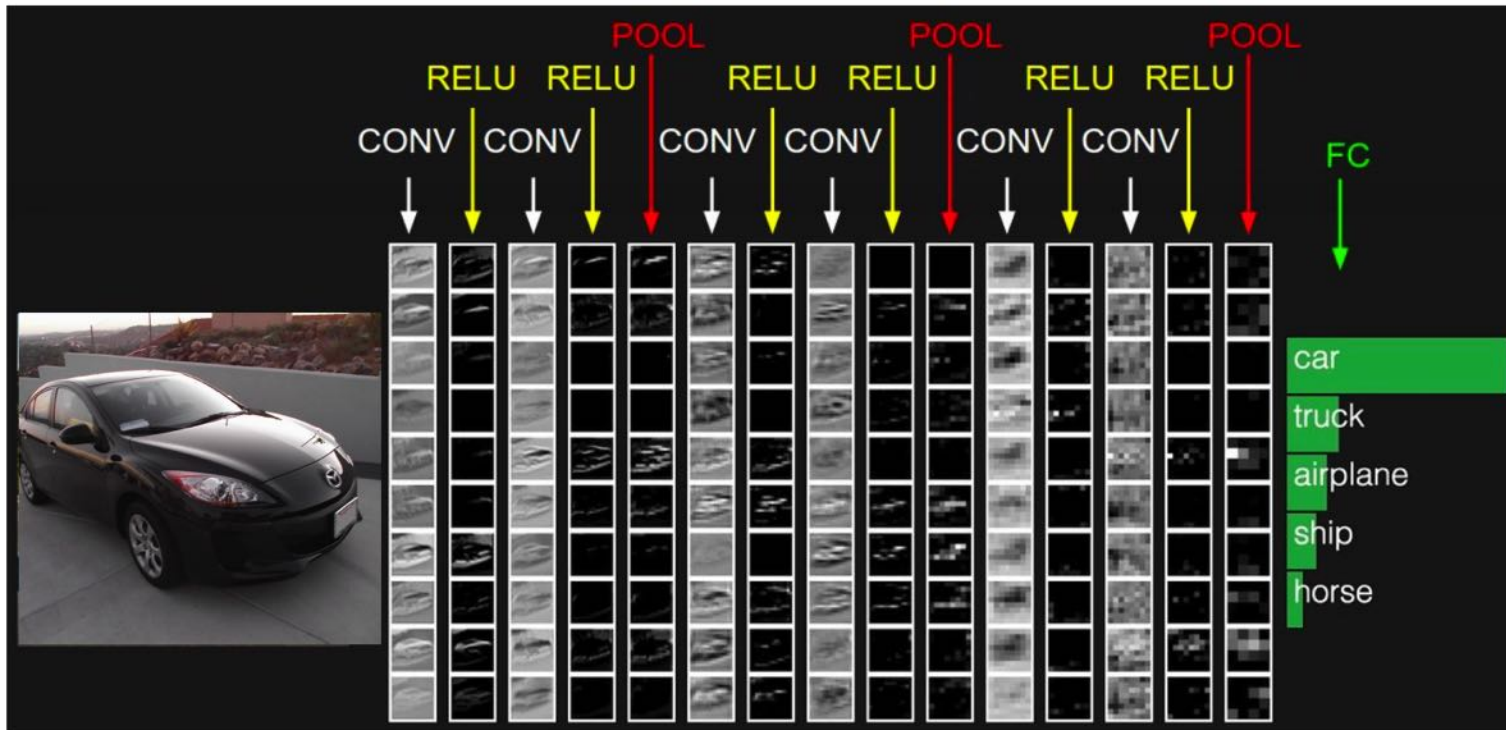 POOL POOL POOL
RELU RELU RELU RELU RELU RELU
CONV CONV CONV CONV CONV CONV
FC
car
truck
airplane
ship
horse